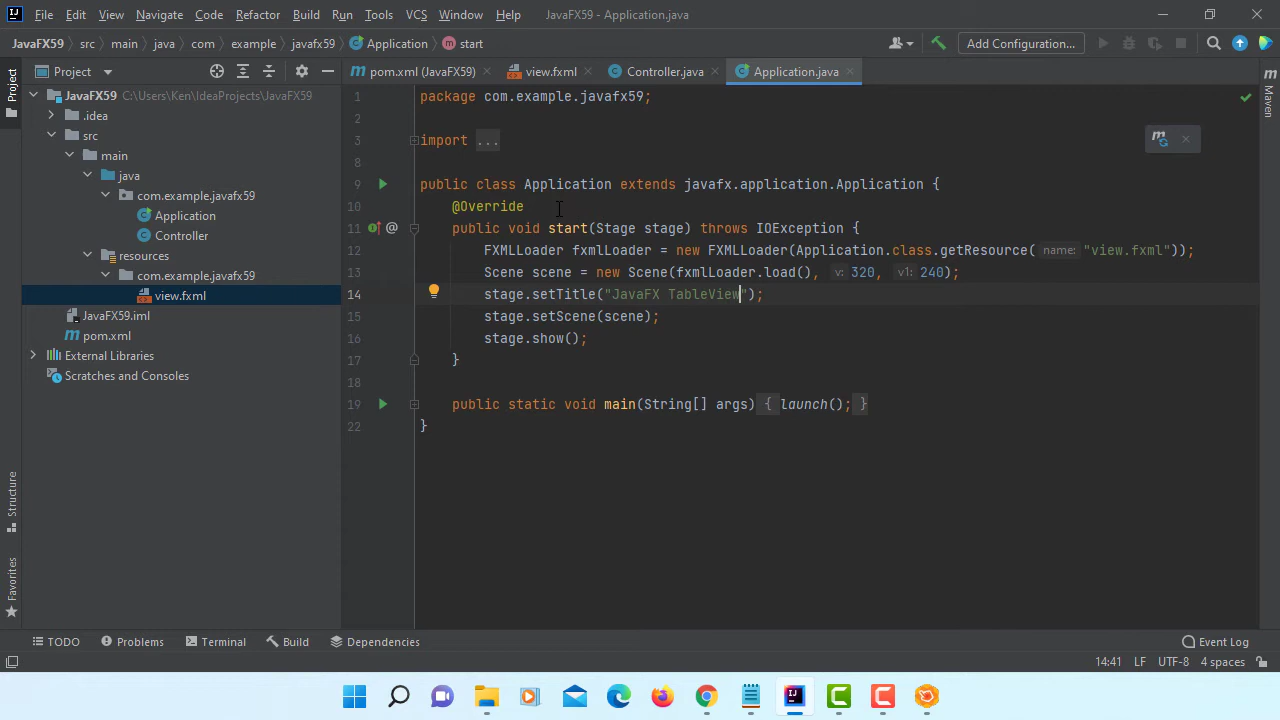 File Edit View Navigate Code Refactor Build Run Tools VCS Window Help JavaFX59 - Application.java
JavaFX59 src main java com example javafx59 Application start Add Configuration...
Project pom.xml (JavaFX59) view.fxml Controller.java Application.java
Project
JavaFX59 C:\Users\Ken\IdeaProjects\JavaFX59
.idea
src
main
java
com.example.javafx59
Application
Controller
resources
com.example.javafx59
view.fxml
JavaFX59.iml
pom.xml
External Libraries
Scratches and Consoles
1 package com.example.javafx59;
2
3 import ...
8
9 public class Application extends javafx.application.Application {
10 @Override
11 public void start(Stage stage) throws IOException {
12 FXMLLoader fxmlLoader = new FXMLLoader(Application.class.getResource( name: "view.fxml"));
13 Scene scene = new Scene(fxmlLoader.load(), v: 320, v1: 240);
14 stage.setTitle("JavaFX TableView");
15 stage.setScene(scene);
16 stage.show();
17 }
18
19 public static void main(String[] args) { launch(); }
22 }
Maven
Structure
Favorites
TODO Problems Terminal Build Dependencies Event Log
14:41 LF UTF-8 4 spaces